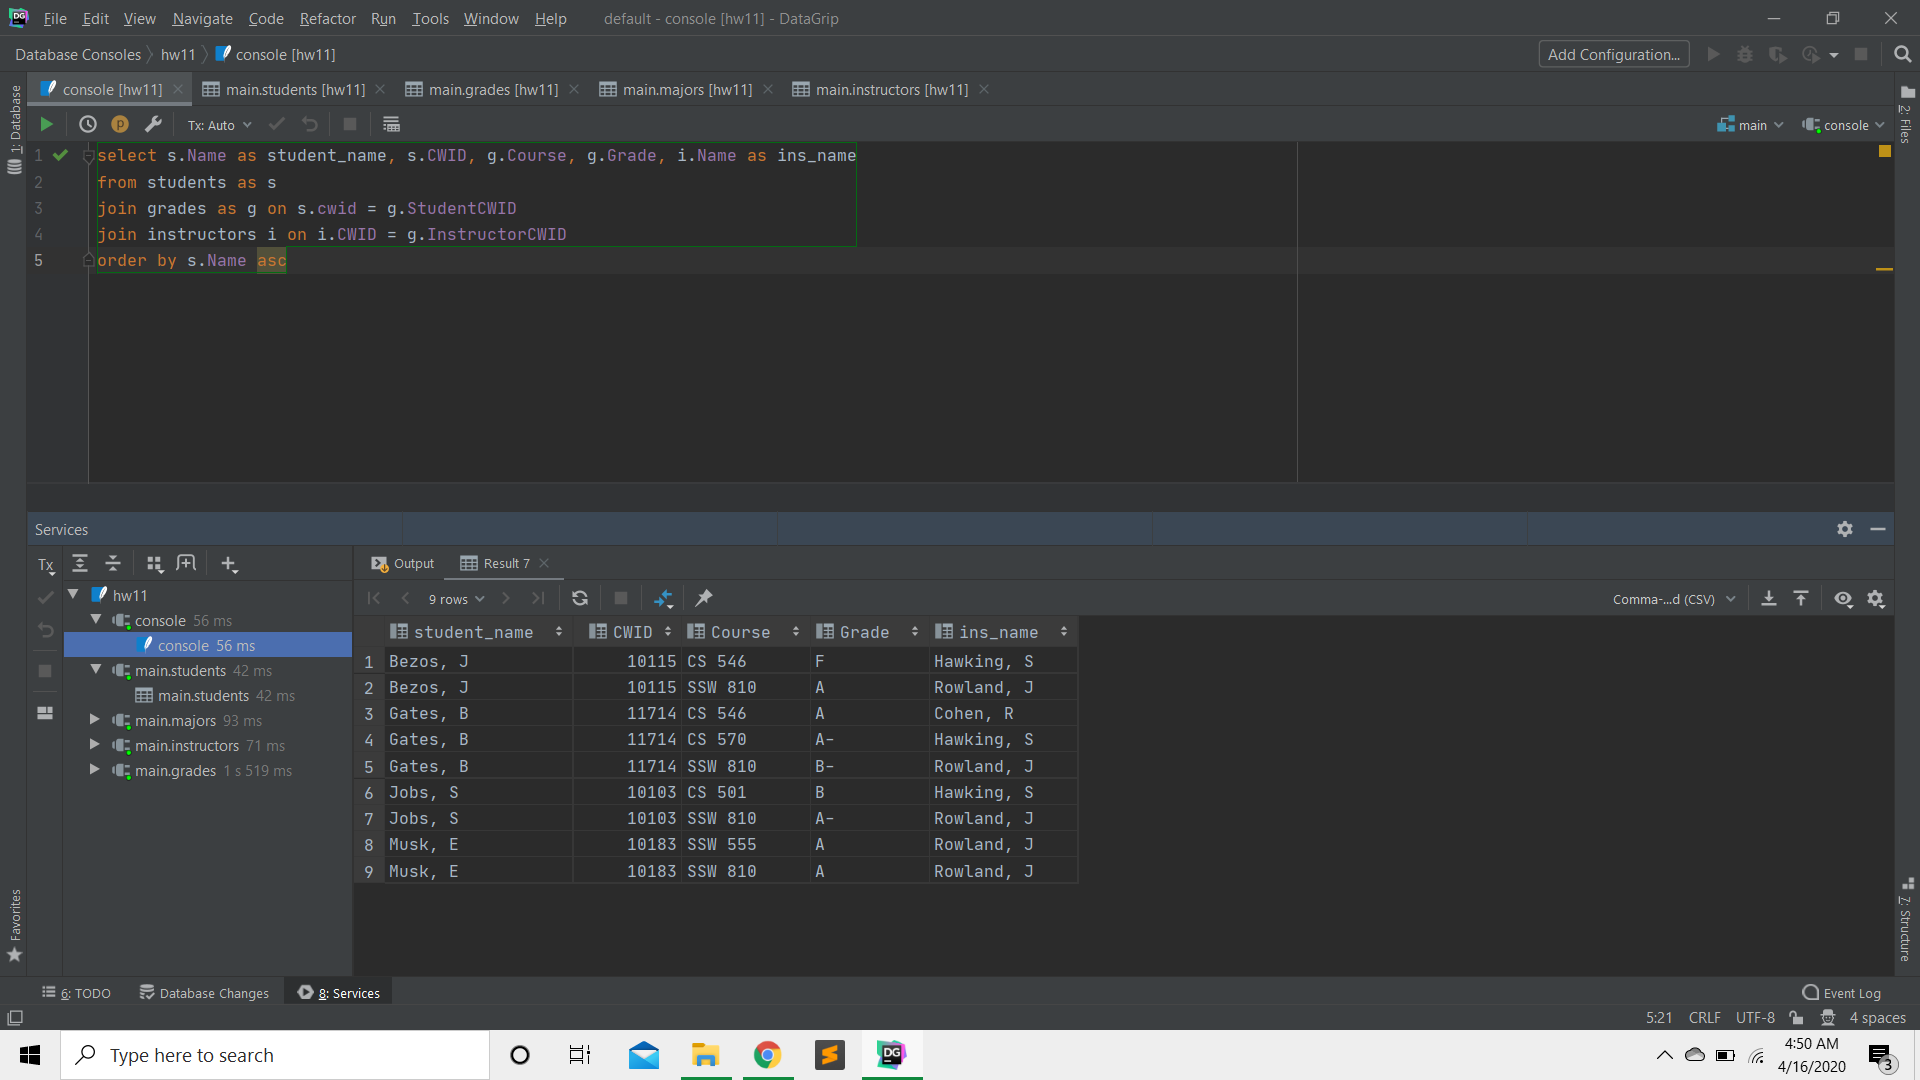 DG File Edit View Navigate Code Refactor Run Tools Window Help default - console [hw11] - DataGrip
Database Consoles hw11 console [hw11] Add Configuration...
console [hw11] main.students [hw11] main.grades [hw11] main.majors [hw11] main.instructors [hw11]
1: Database
2: Files
p Tx: Auto main console
1 select s.Name as student_name, s.CWID, g.Course, g.Grade, i.Name as ins_name
2 from students as s
3 join grades as g on s.cwid = g.StudentCWID
4 join instructors i on i.CWID = g.InstructorCWID
5 order by s.Name asc
Services
Tx Output Result 7
hw11 9 rows Comma-...d (CSV)
console 56 ms
console 56 ms
main.students 42 ms
main.students 42 ms
main.majors 93 ms
main.instructors 71 ms
main.grades 1 s 519 ms
student_name CWID Course Grade ins_name
1 Bezos, J 10115 CS 546 F Hawking, S
2 Bezos, J 10115 SSW 810 A Rowland, J
3 Gates, B 11714 CS 546 A Cohen, R
4 Gates, B 11714 CS 570 A- Hawking, S
5 Gates, B 11714 SSW 810 B- Rowland, J
6 Jobs, S 10103 CS 501 B Hawking, S
7 Jobs, S 10103 SSW 810 A- Rowland, J
8 Musk, E 10183 SSW 555 A Rowland, J
9 Musk, E 10183 SSW 810 A Rowland, J
Favorites
7: Structure
6: TODO Database Changes 8: Services Event Log
5:21 CRLF UTF-8 4 spaces
Type here to search DG 4:50 AM
4/16/2020 3